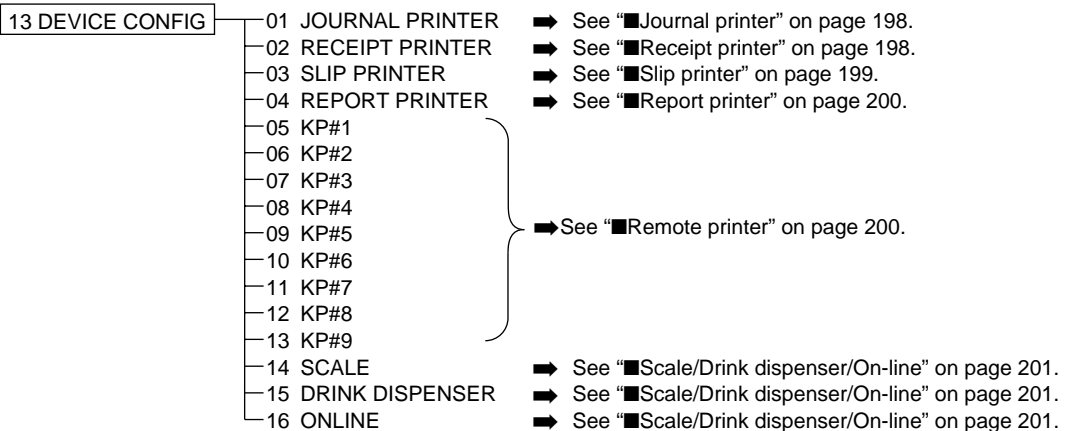 13 DEVICE CONFIG
01 JOURNAL PRINTER ➡ See “■Journal printer” on page 198.
02 RECEIPT PRINTER ➡ See “■Receipt printer” on page 198.
03 SLIP PRINTER ➡ See “■Slip printer” on page 199.
04 REPORT PRINTER ➡ See “■Report printer” on page 200.
05 KP#1
06 KP#2
07 KP#3
08 KP#4
09 KP#5 ➡See “■Remote printer” on page 200.
10 KP#6
11 KP#7
12 KP#8
13 KP#9
14 SCALE ➡ See “■Scale/Drink dispenser/On-line” on page 201.
15 DRINK DISPENSER ➡ See “■Scale/Drink dispenser/On-line” on page 201.
16 ONLINE ➡ See “■Scale/Drink dispenser/On-line” on page 201.